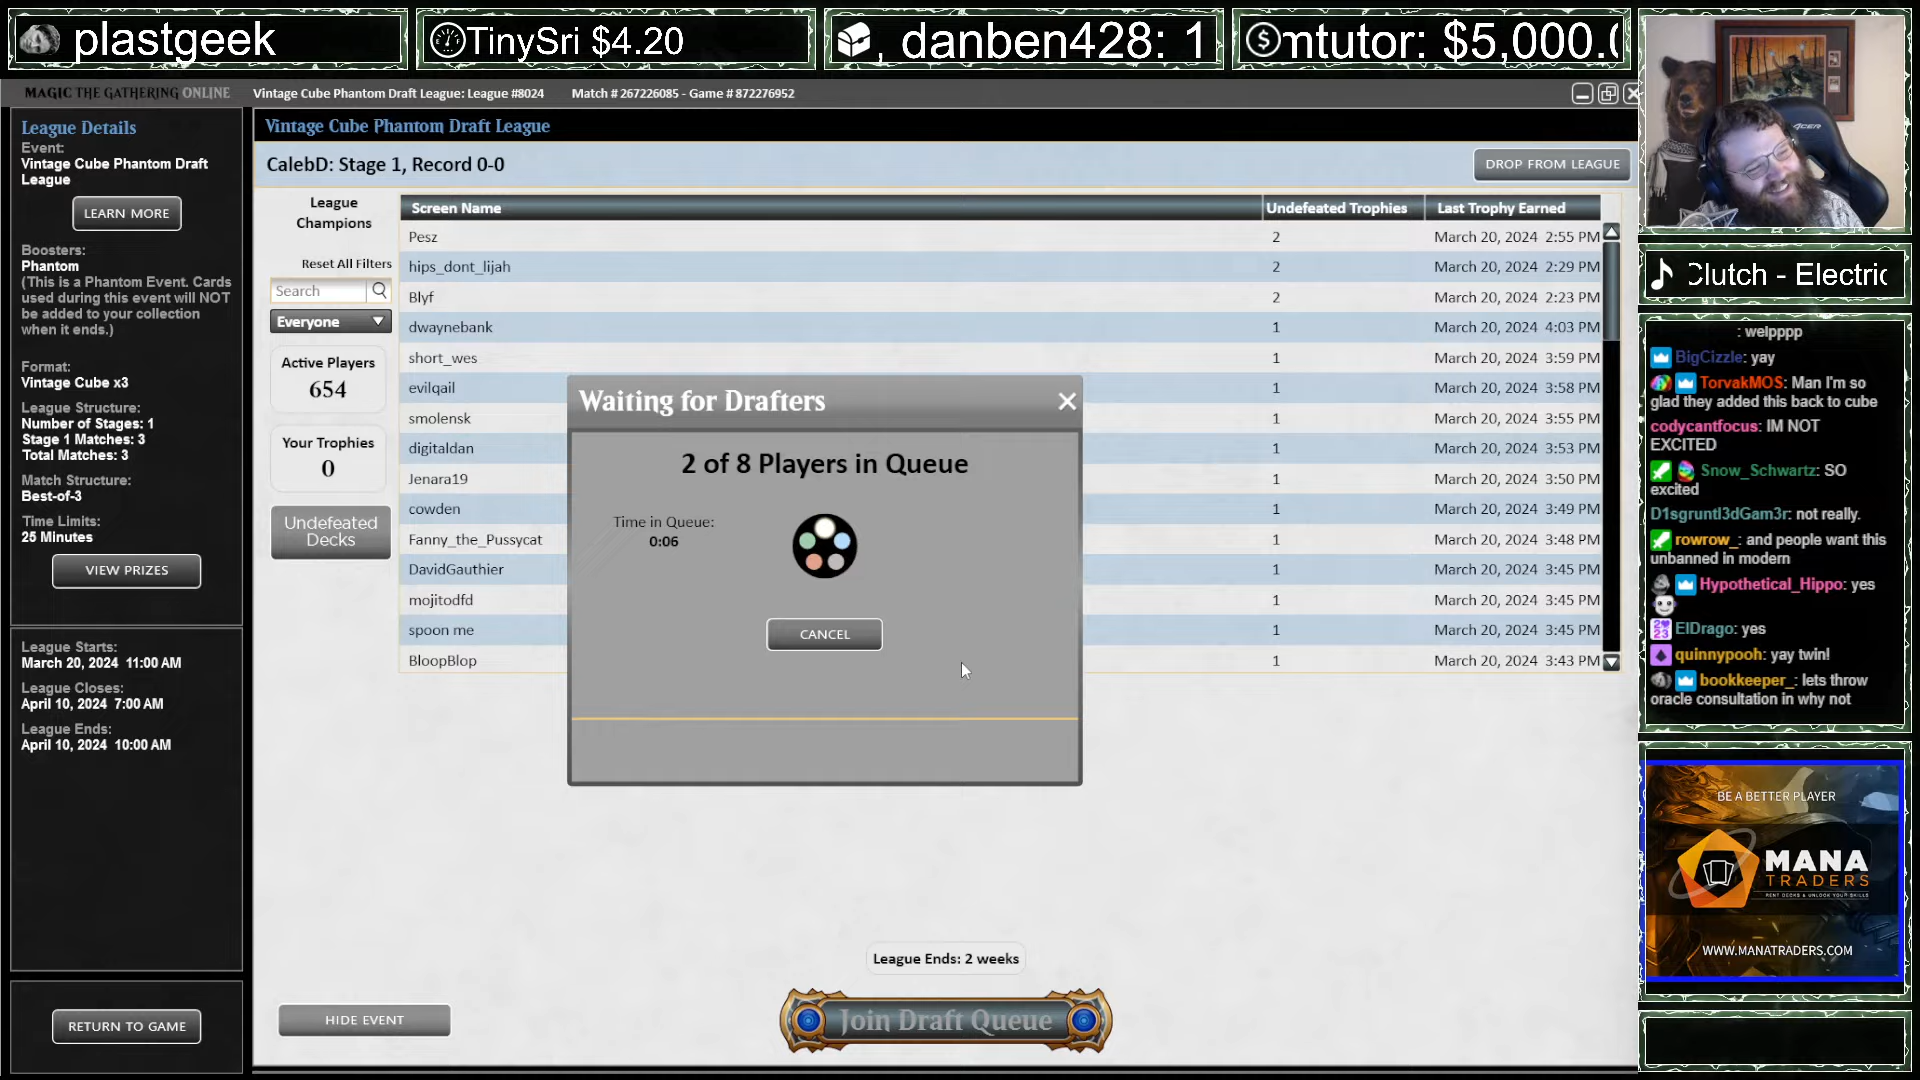 plastgeek
TinySri $4.20
, danben428: 1
mtutor: $5,000.(
MAGIC THE GATHERING ONLINE
Vintage Cube Phantom Draft League: League #8024
Match # 267226085 - Game # 872276952
League Details
Event:
Vintage Cube Phantom Draft
League
LEARN MORE
Boosters:
Phantom
(This is a Phantom Event. Cards
used during this event will NOT
be added to your collection
when it ends.)
Format:
Vintage Cube x3
League Structure:
Number of Stages: 1
Stage 1 Matches: 3
Total Matches: 3
Match Structure:
Best-of-3
Time Limits:
25 Minutes
VIEW PRIZES
League Starts:
March 20, 2024 11:00 AM
League Closes:
April 10, 2024 7:00 AM
League Ends:
April 10, 2024 10:00 AM
RETURN TO GAME
Vintage Cube Phantom Draft League
CalebD: Stage 1, Record 0-0
DROP FROM LEAGUE
League
Champions
Reset All Filters
Search
Everyone
Active Players
654
Your Trophies
0
Undefeated
Decks
Screen Name Undefeated Trophies Last Trophy Earned
Pesz 2 March 20, 2024 2:55 PM
hips_dont_lijah 2 March 20, 2024 2:29 PM
Blyf 2 March 20, 2024 2:23 PM
dwaynebank 1 March 20, 2024 4:03 PM
short_wes 1 March 20, 2024 3:59 PM
evilqail 1 March 20, 2024 3:58 PM
smolensk 1 March 20, 2024 3:55 PM
digitaldan 1 March 20, 2024 3:53 PM
Jenara19 1 March 20, 2024 3:50 PM
cowden 1 March 20, 2024 3:49 PM
Fanny_the_Pussycat 1 March 20, 2024 3:48 PM
DavidGauthier 1 March 20, 2024 3:45 PM
mojitodfd 1 March 20, 2024 3:45 PM
spoon me 1 March 20, 2024 3:45 PM
BloopBlop 1 March 20, 2024 3:43 PM
Waiting for Drafters
2 of 8 Players in Queue
Time in Queue:
0:06
CANCEL
League Ends: 2 weeks
HIDE EVENT
Join Draft Queue
acer
Clutch - Electric
: welpppp
BigCizzle: yay
TorvakMOS: Man I'm so
glad they added this back to cube
codycantfocus: IM NOT
EXCITED
Snow_Schwartz: SO
excited
D1sgruntl3dGam3r: not really.
rowrow_: and people want this
unbanned in modern
Hypothetical_Hippo: yes
ElDrago: yes
quinnypooh: yay twin!
bookkeeper_: lets throw
oracle consultation in why not
BE A BETTER PLAYER
MANA
TRADERS
RENT DECKS & UNLOCK YOUR SKILLS
WWW.MANATRADERS.COM